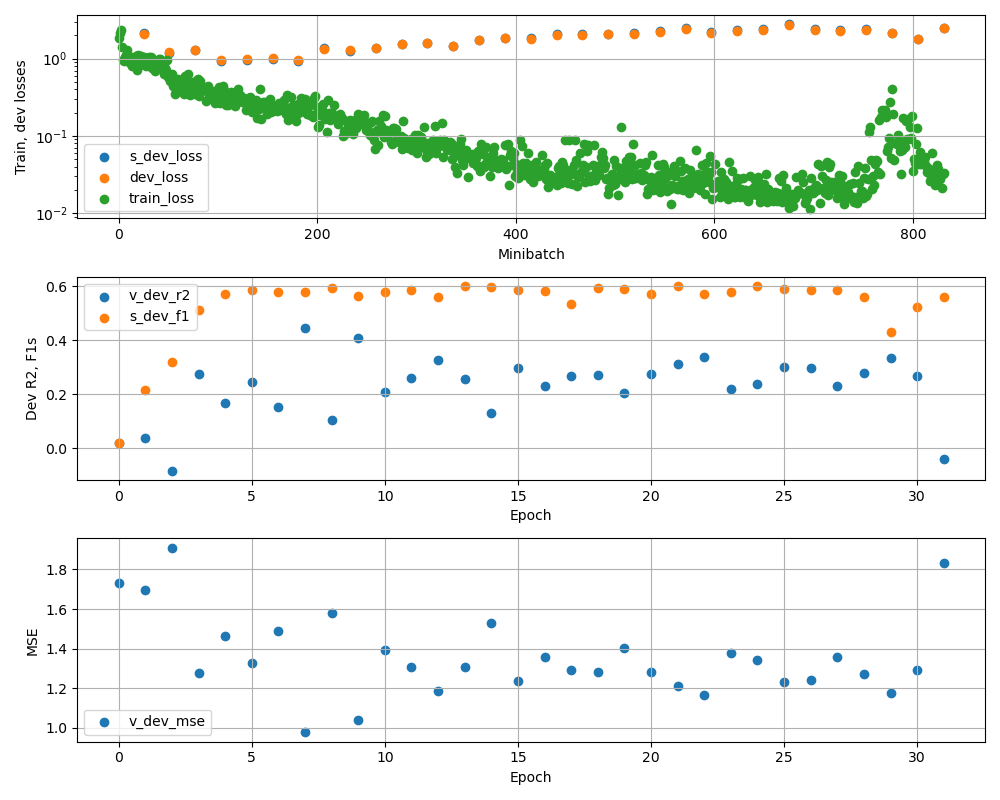 Train, dev losses
10⁰
10⁻¹
10⁻²
s_dev_loss
dev_loss
train_loss
0 200 400 600 800
Minibatch
Dev R2, F1s
0.6
0.4
0.2
0.0
v_dev_r2
s_dev_f1
0 5 10 15 20 25 30
Epoch
MSE
1.8
1.6
1.4
1.2
1.0
v_dev_mse
0 5 10 15 20 25 30
Epoch